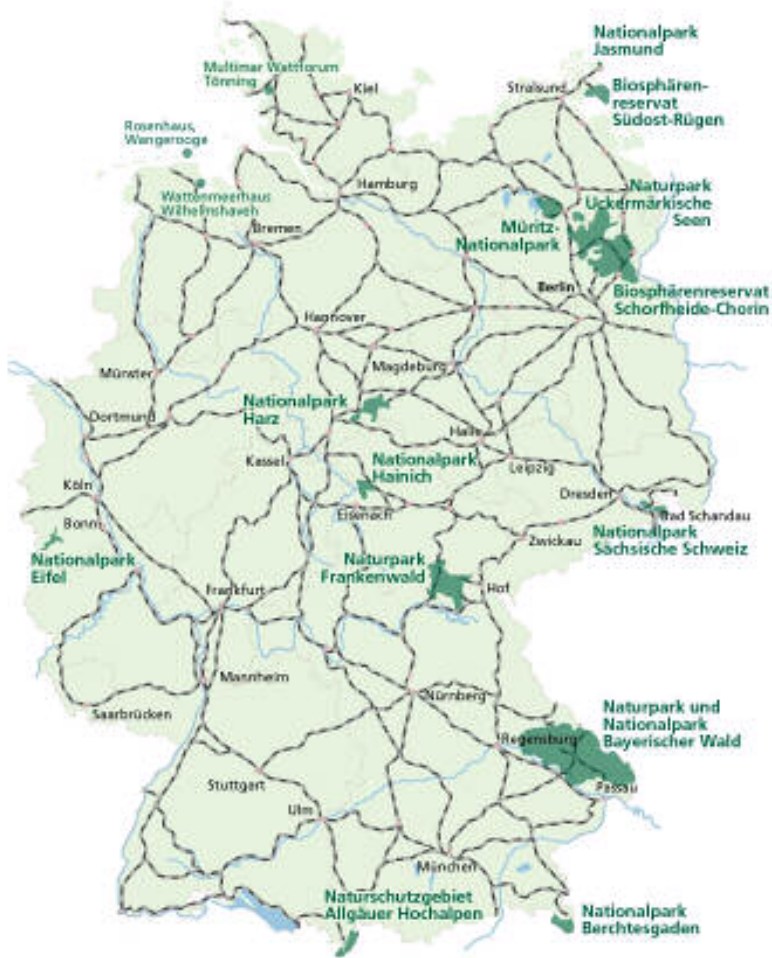 Nationalpark
Jasmund
Multimar Wattforum
Tönning
Kiel
Stralsund
Biosphären-
reservat
Südost-Rügen
Rosenhaus,
Wangerooge
Wattenmeerhaus
Wilhelmshaven
Hamburg
Naturpark
Uckermärkische
Seen
Bremen
Müritz-
Nationalpark
Berlin
Biosphärenreservat
Schorfheide-Chorin
Hannover
Münster
Magdeburg
Nationalpark
Harz
Dortmund
Halle
Kassel
Nationalpark
Hainich
Leipzig
Köln
Dresden
Eisenach
Bad Schandau
Bonn
Nationalpark
Sächsische Schweiz
Zwickau
Nationalpark
Eifel
Naturpark
Frankenwald
Frankfurt
Hof
Mannheim
Nürnberg
Saarbrücken
Naturpark und
Nationalpark
Bayerischer Wald
Regensburg
Stuttgart
Passau
Ulm
München
Naturschutzgebiet
Allgäuer Hochalpen
Nationalpark
Berchtesgaden